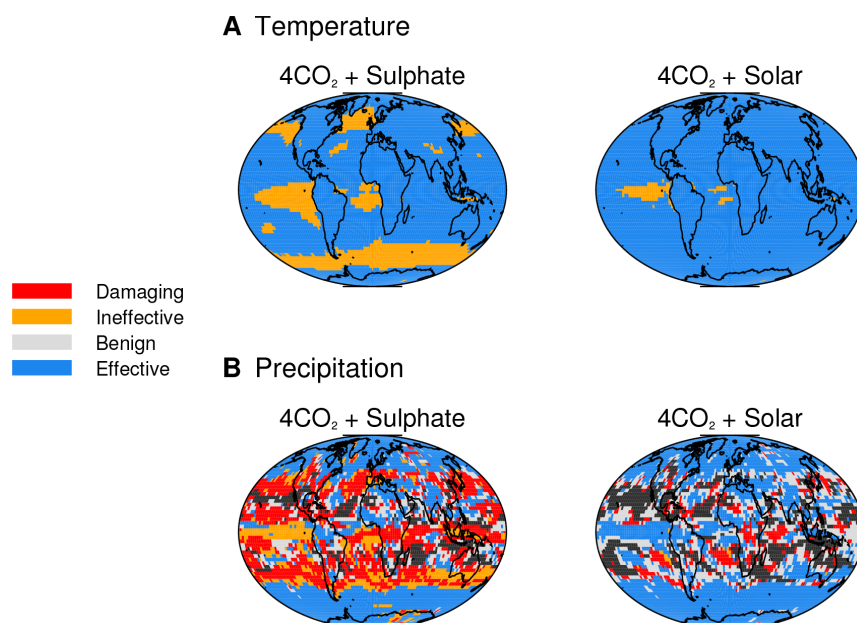 A Temperature
4CO₂ + Sulphate
4CO₂ + Solar
Damaging
Ineffective
Benign
Effective
B Precipitation
4CO₂ + Sulphate
4CO₂ + Solar